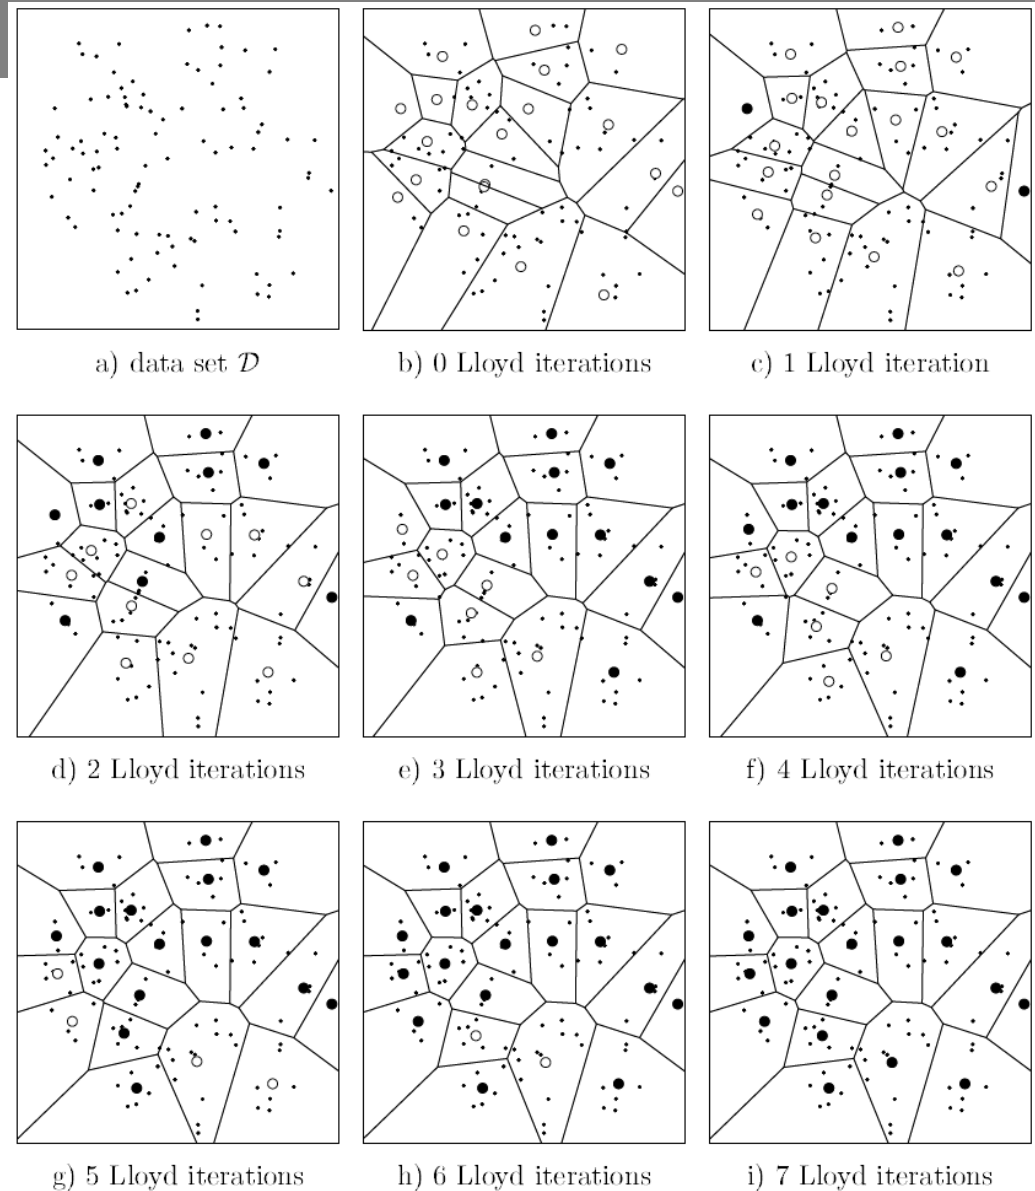 a) data set 𝒟
b) 0 Lloyd iterations
c) 1 Lloyd iteration
d) 2 Lloyd iterations
e) 3 Lloyd iterations
f) 4 Lloyd iterations
g) 5 Lloyd iterations
h) 6 Lloyd iterations
i) 7 Lloyd iterations